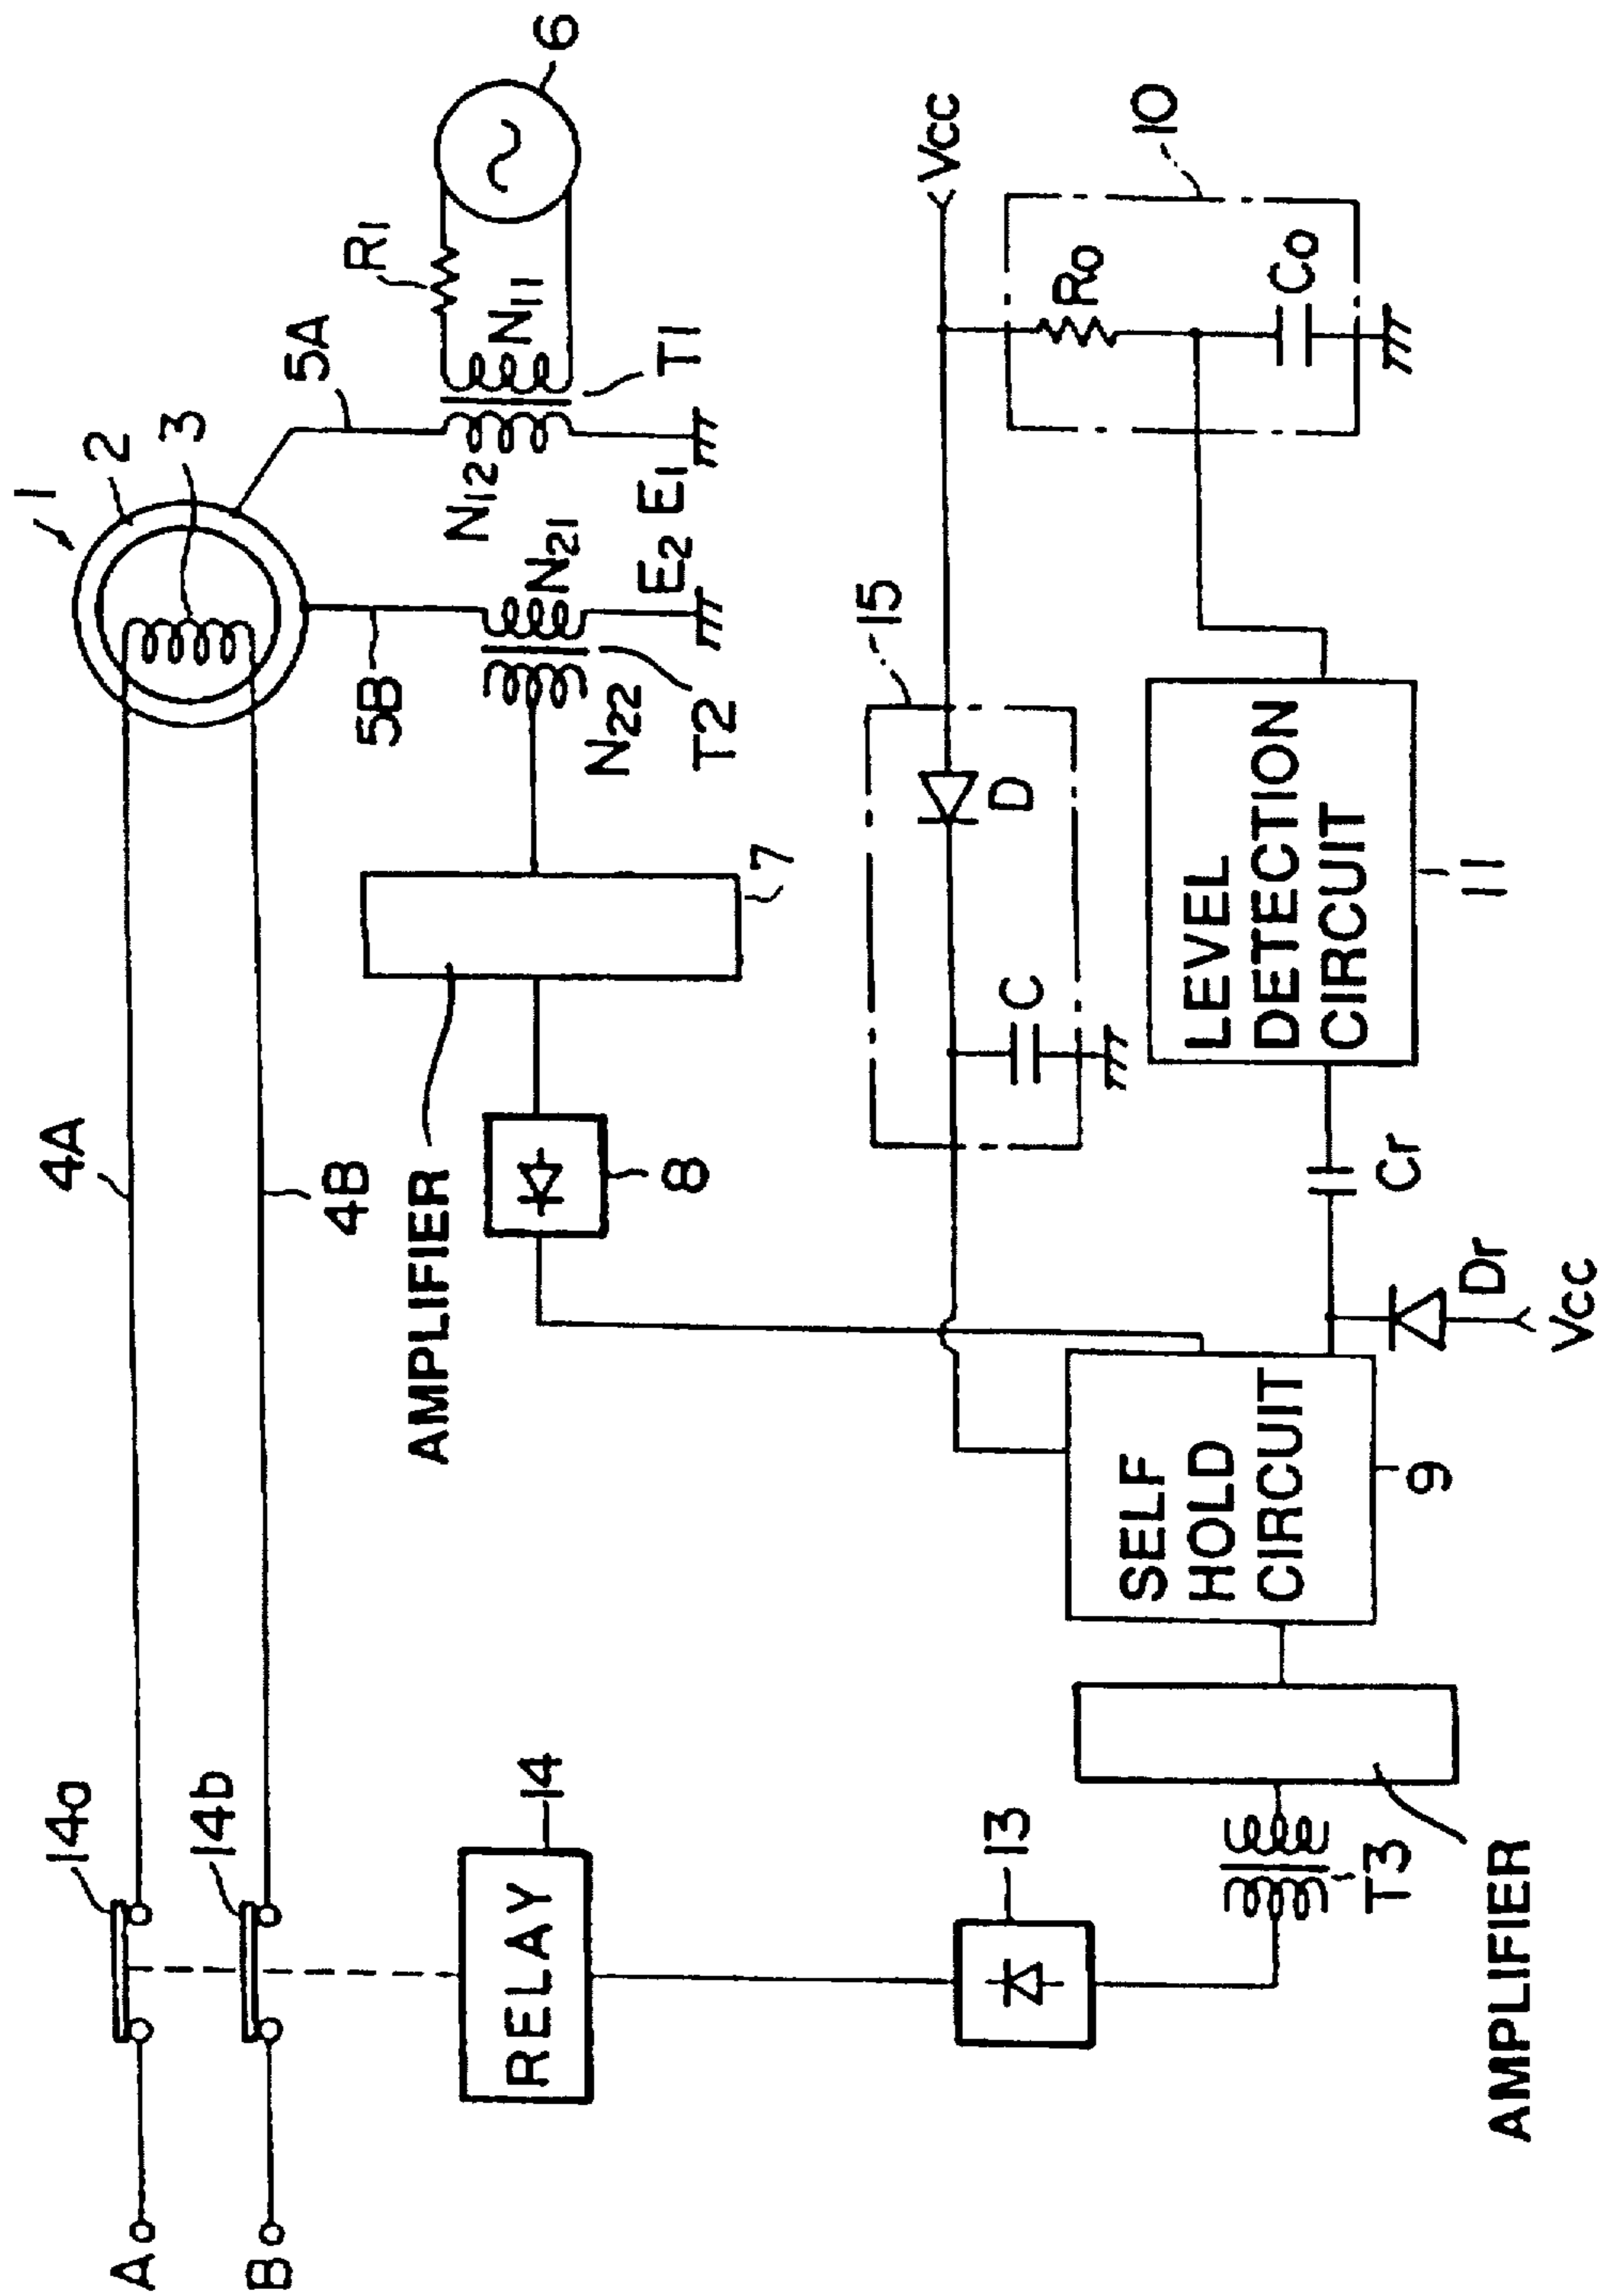 1
2
3
4A
4B
5A
5B
R1
6
N11
N12
T1
E1
E2
N21
N22
T2
7
AMPLIFIER
8
14a
14b
A
B
RELAY
14
13
T3
AMPLIFIER
SELF
HOLD
CIRCUIT
9
15
D
C
Vcc
10
Ro
Co
LEVEL
DETECTION
CIRCUIT
11
Cr
Dr
Vcc